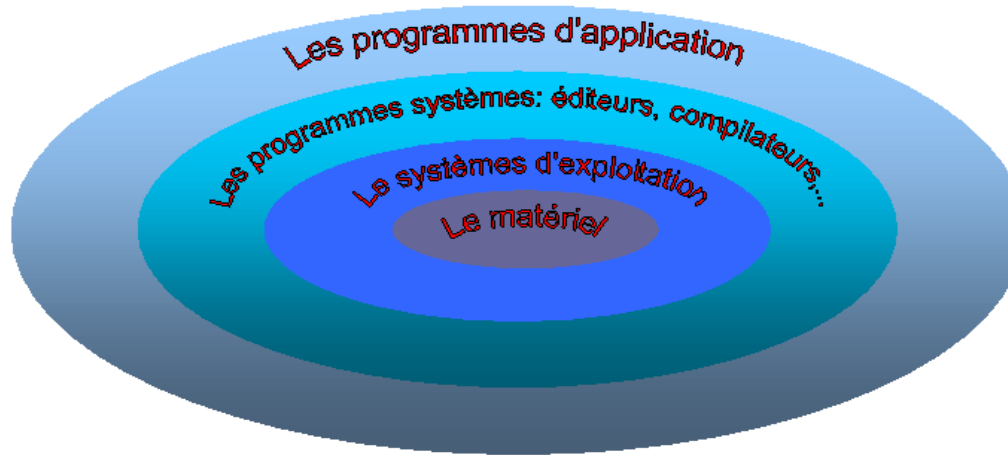 Les programmes d'application
Les programmes systèmes: éditeurs, compilateurs,...
Le systèmes d'exploitation
Le matériel